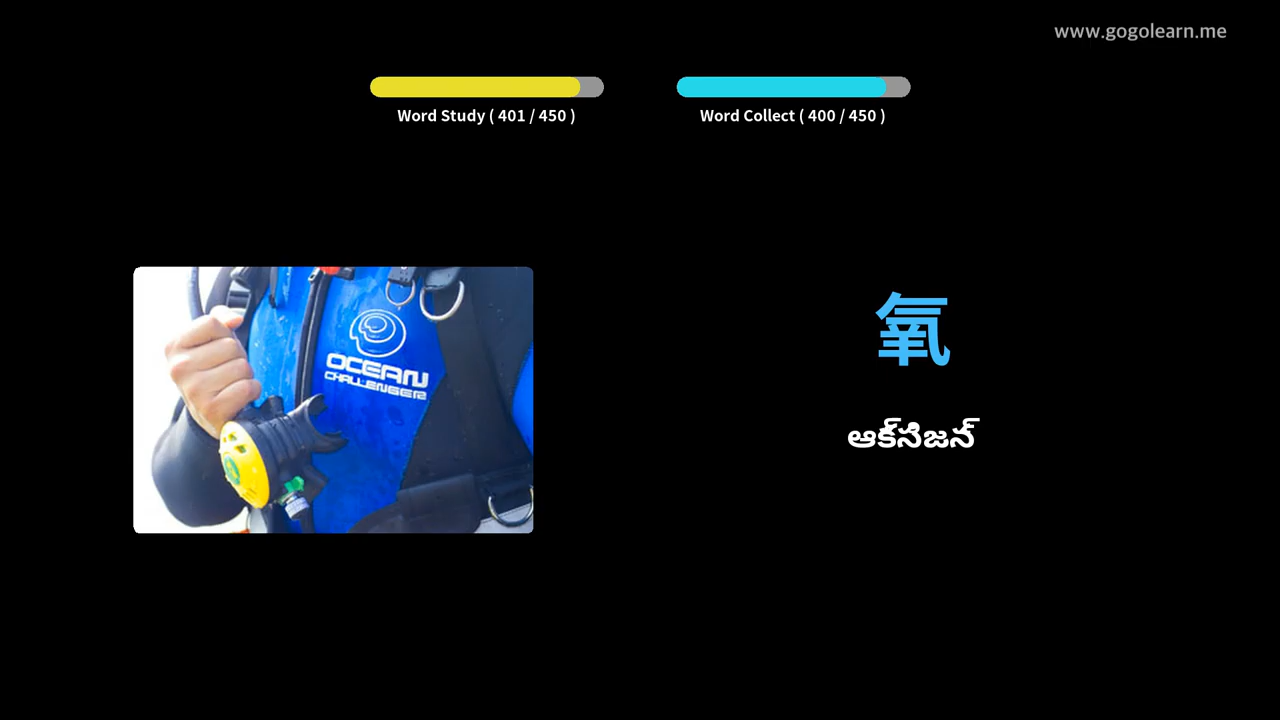 www.gogolearn.me
Word Study ( 401 / 450 )
Word Collect ( 400 / 450 )
OCEAN
CHALLENGER
氧
ఆక్‌సిజన్